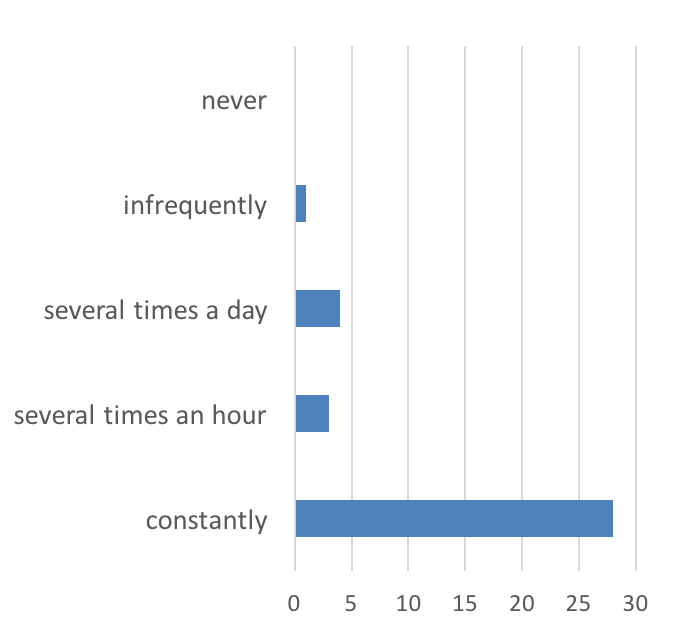 never
infrequently
several times a day
several times an hour
constantly
0 5 10 15 20 25 30